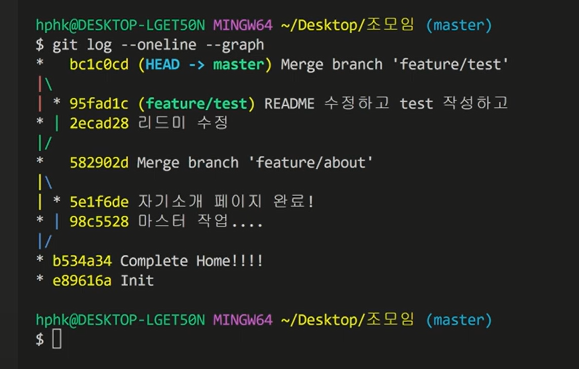 hphk@DESKTOP-LGET50N MINGW64 ~/Desktop/조모임 (master)
$ git log --oneline --graph
*   bc1c0cd (HEAD -> master) Merge branch 'feature/test'
|\
| * 95fad1c (feature/test) README 수정하고 test 작성하고
* | 2ecad28 리드미 수정
|/
*   582902d Merge branch 'feature/about'
|\
| * 5e1f6de 자기소개 페이지 완료!
* | 98c5528 마스터 작업....
|/
* b534a34 Complete Home!!!!
* e89616a Init
hphk@DESKTOP-LGET50N MINGW64 ~/Desktop/조모임 (master)
$